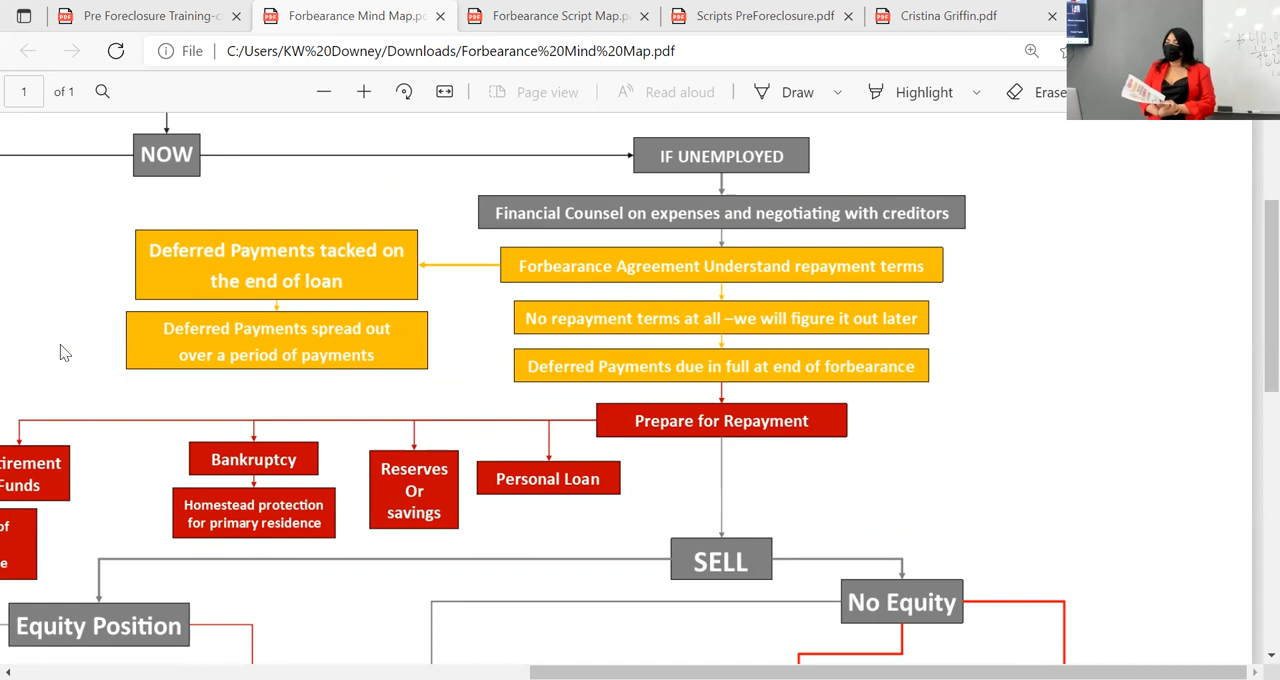 Pre Foreclosure Training-c
Forbearance Mind Map.pc
Forbearance Script Map.p
Scripts PreForeclosure.pdf
Cristina Griffin.pdf
File
C:/Users/KW%20Downey/Downloads/Forbearance%20Mind%20Map.pdf
1
of 1
Page view
Read aloud
Draw
Highlight
Erase
NOW
IF UNEMPLOYED
Financial Counsel on expenses and negotiating with creditors
Deferred Payments tacked on
the end of loan
Forbearance Agreement Understand repayment terms
No repayment terms at all –we will figure it out later
Deferred Payments spread out
over a period of payments
Deferred Payments due in full at end of forbearance
Prepare for Repayment
tirement
Funds
Bankruptcy
Reserves
Or
savings
Personal Loan
Homestead protection
for primary residence
of
e
SELL
No Equity
Equity Position